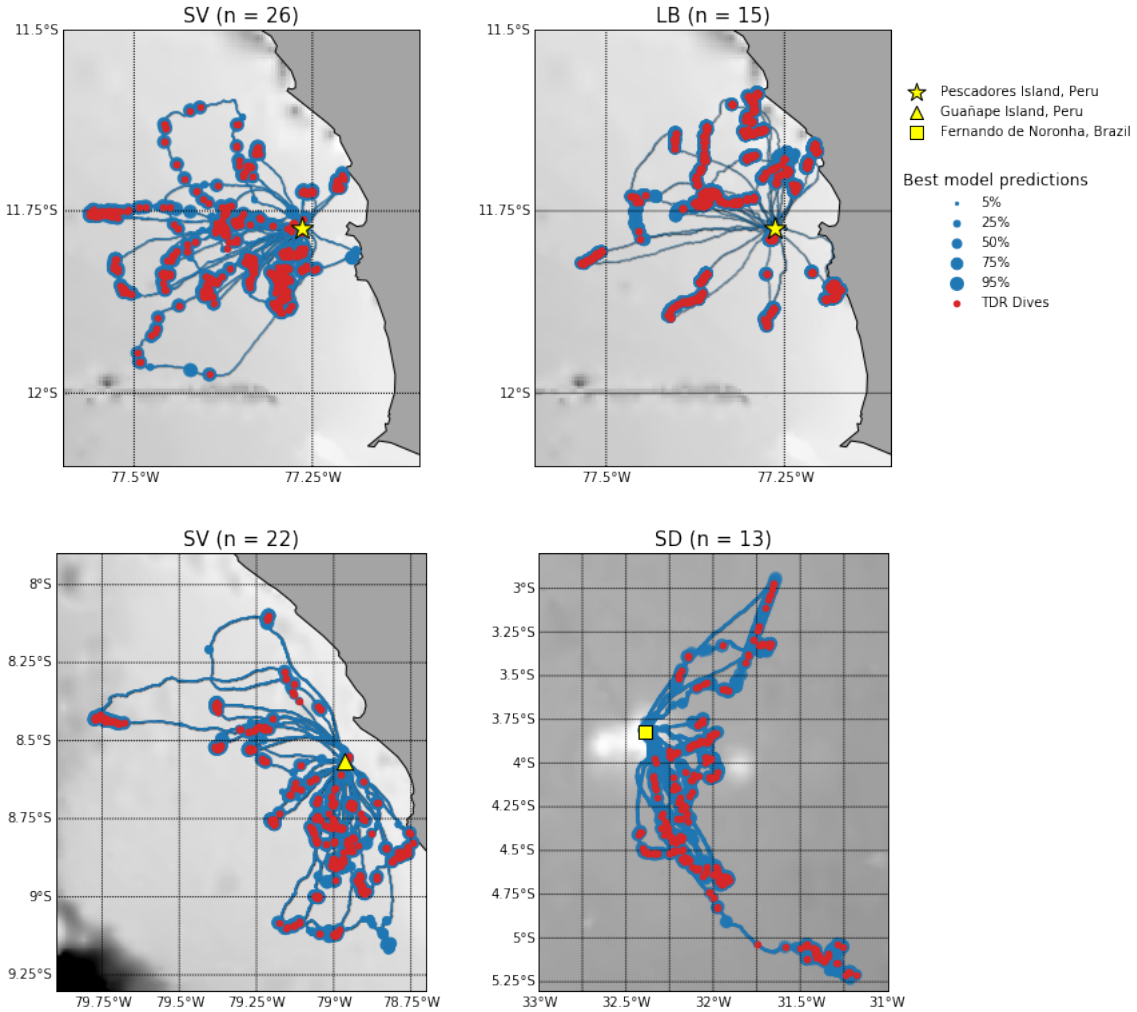 SV (n = 26)
11.5°S
11.75°S
12°S
77.5°W
77.25°W
LB (n = 15)
11.5°S
11.75°S
12°S
77.5°W
77.25°W
Pescadores Island, Peru
Guañape Island, Peru
Fernando de Noronha, Brazil
Best model predictions
5%
25%
50%
75%
95%
TDR Dives
SV (n = 22)
8°S
8.25°S
8.5°S
8.75°S
9°S
9.25°S
79.75°W
79.5°W
79.25°W
79°W
78.75°W
SD (n = 13)
3°S
3.25°S
3.5°S
3.75°S
4°S
4.25°S
4.5°S
4.75°S
5°S
5.25°S
33°W
32.5°W
32°W
31.5°W
31°W